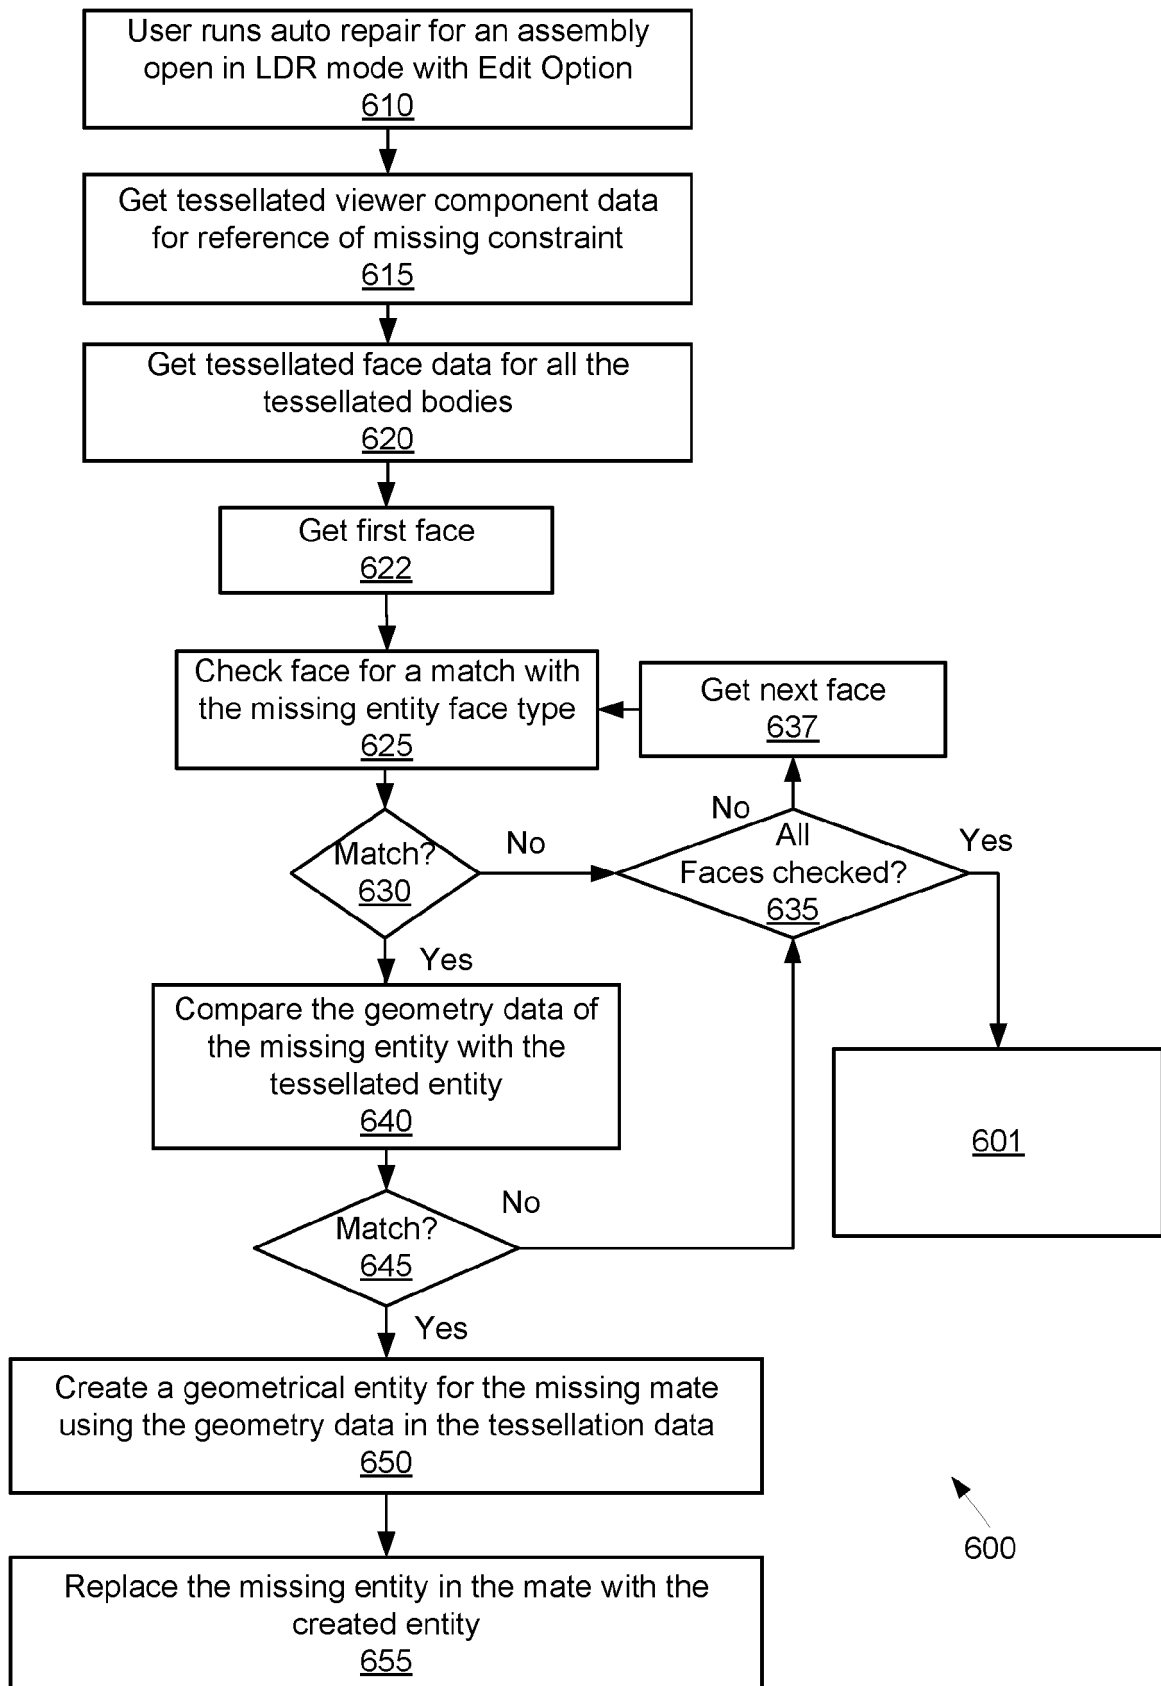 User runs auto repair for an assembly
open in LDR mode with Edit Option
610
Get tessellated viewer component data
for reference of missing constraint
615
Get tessellated face data for all the
tessellated bodies
620
Get first face
622
Check face for a match with
the missing entity face type
625
Get next face
637
Match?
630
No
No
All
Faces checked?
635
Yes
Yes
Compare the geometry data of
the missing entity with the
tessellated entity
640
601
Match?
645
No
Yes
Create a geometrical entity for the missing mate
using the geometry data in the tessellation data
650
600
Replace the missing entity in the mate with the
created entity
655